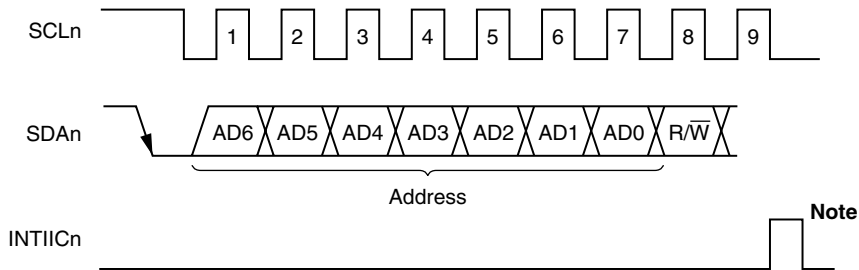 SCLn 1 2 3 4 5 6 7 8 9
SDAn AD6 AD5 AD4 AD3 AD2 AD1 AD0 R/W̅
Address
Note
INTIICn